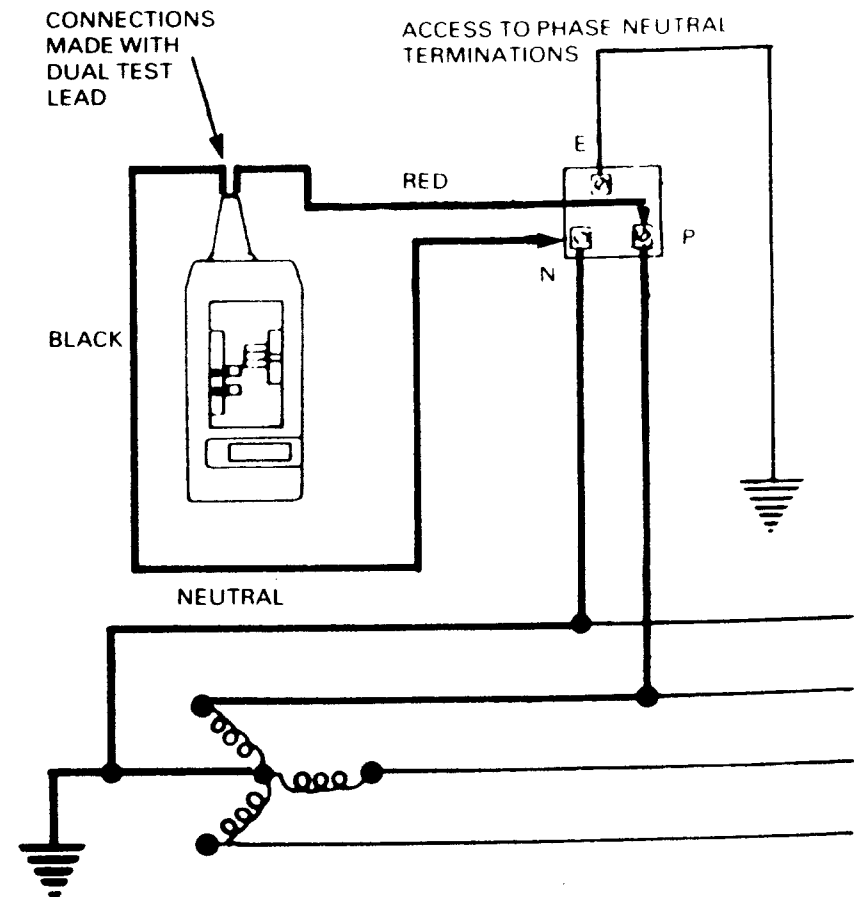 CONNECTIONS
MADE WITH
DUAL TEST
LEAD
ACCESS TO PHASE NEUTRAL
TERMINATIONS
E
RED
P
N
BLACK
NEUTRAL